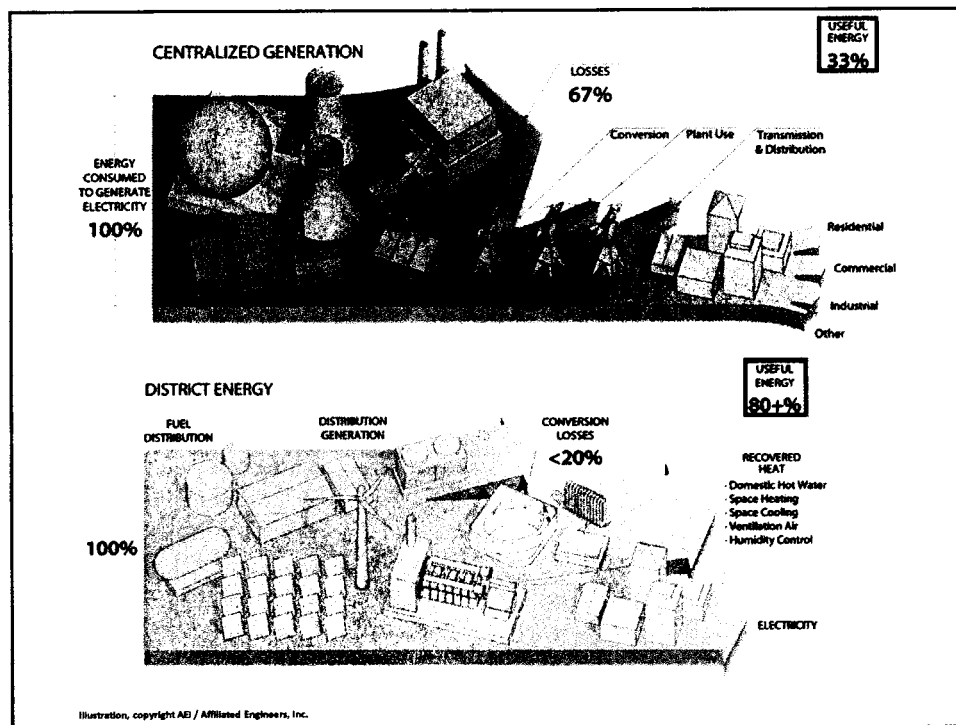 CENTRALIZED GENERATION
USEFUL
ENERGY
33%
LOSSES
67%
Conversion
Plant Use
Transmission
& Distribution
ENERGY
CONSUMED
TO GENERATE
ELECTRICITY
100%
Residential
Commercial
Industrial
Other
DISTRICT ENERGY
USEFUL
ENERGY
80+%
FUEL
DISTRIBUTION
DISTRIBUTION
GENERATION
CONVERSION
LOSSES
<20%
RECOVERED
HEAT
· Domestic Hot Water
· Space Heating
· Space Cooling
· Ventilation Air
· Humidity Control
100%
ELECTRICITY
Illustration, copyright AEI / Affiliated Engineers, Inc.